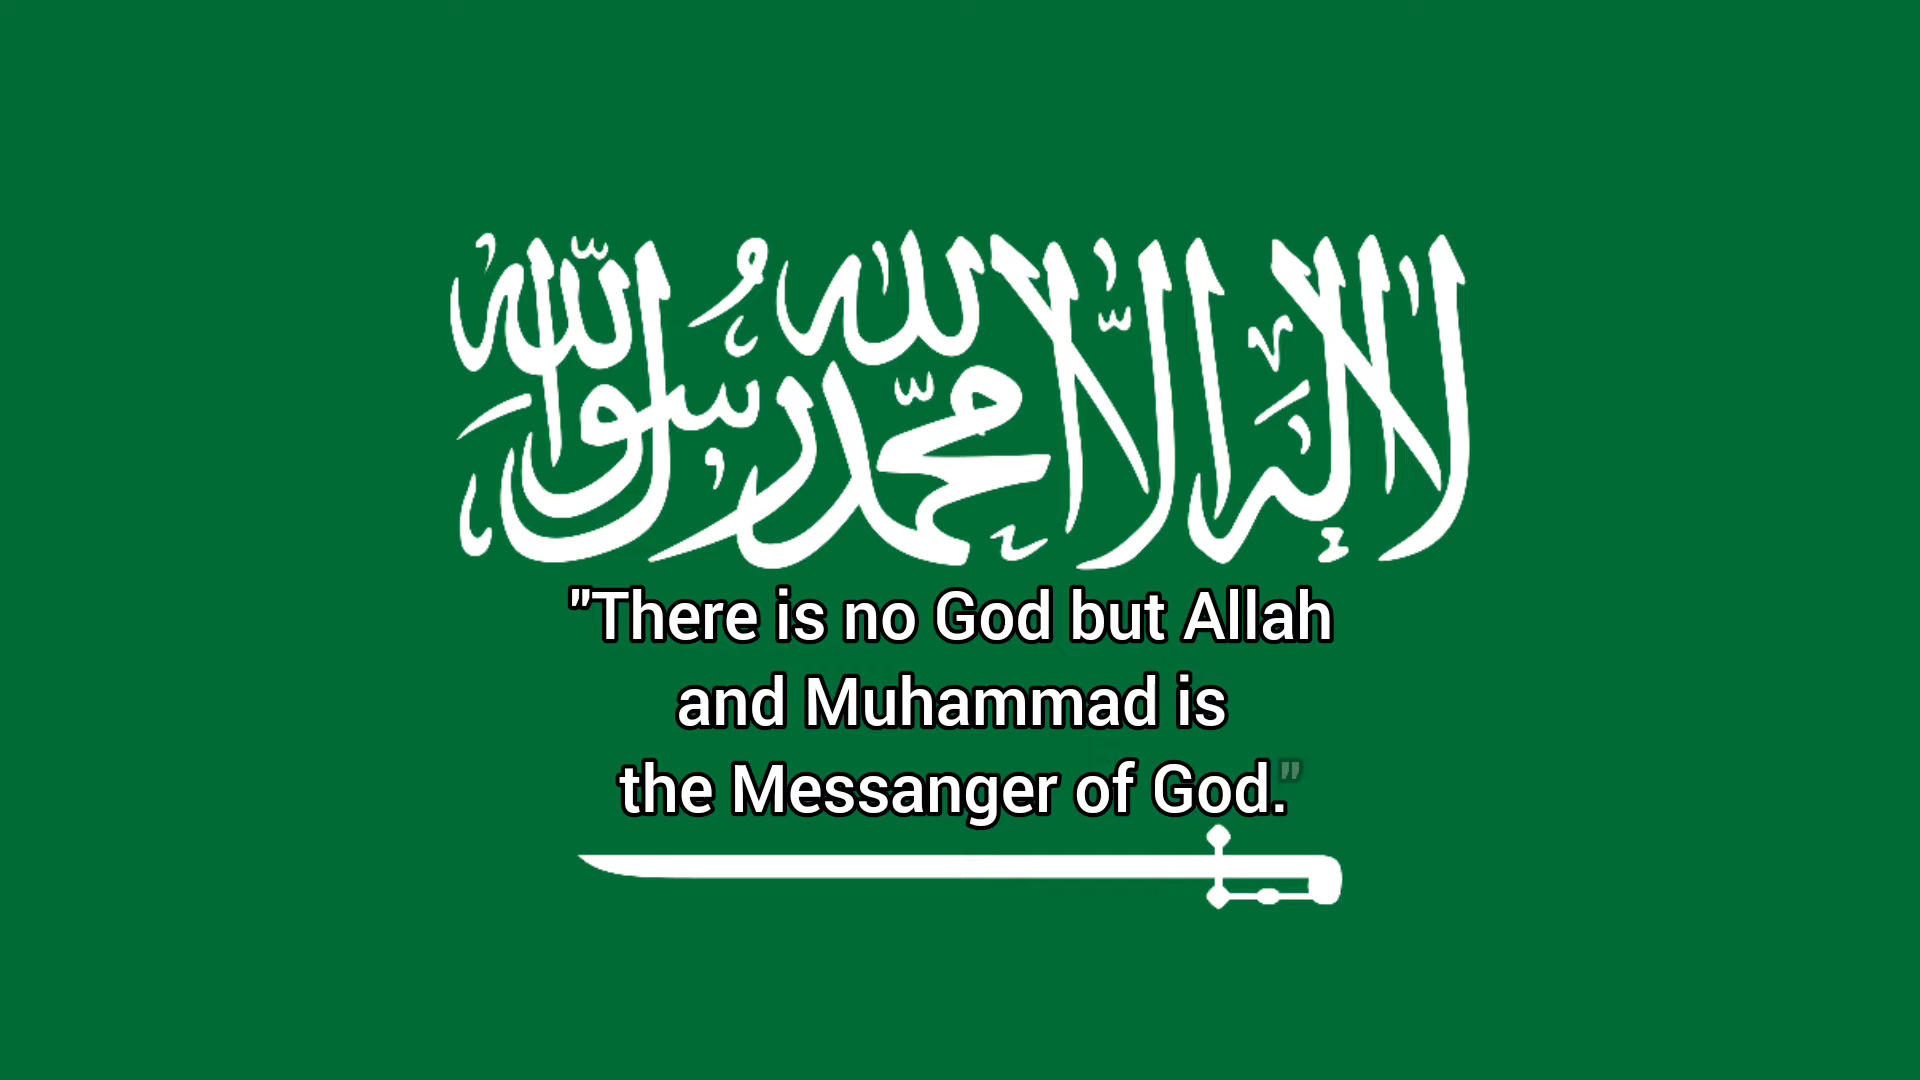 لا إله إلا الله محمد رسول الله
"There is no God but Allah
and Muhammad is
the Messanger of God."